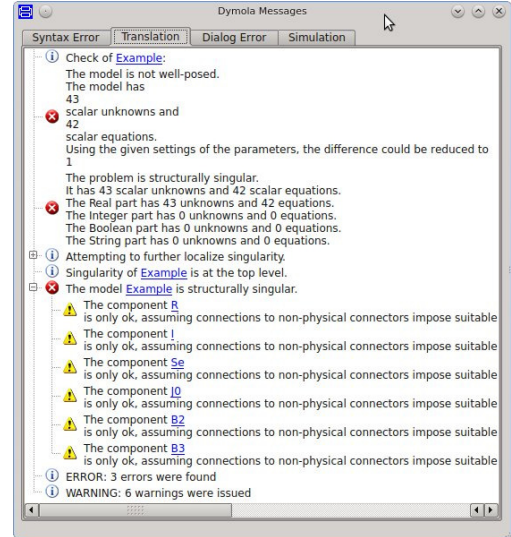 Dymola Messages
Syntax Error Translation Dialog Error Simulation
Check of Example:
The model is not well-posed.
The model has
43
scalar unknowns and
42
scalar equations.
Using the given settings of the parameters, the difference could be reduced to
1
The problem is structurally singular.
It has 43 scalar unknowns and 42 scalar equations.
The Real part has 43 unknowns and 42 equations.
The Integer part has 0 unknowns and 0 equations.
The Boolean part has 0 unknowns and 0 equations.
The String part has 0 unknowns and 0 equations.
Attempting to further localize singularity.
Singularity of Example is at the top level.
The model Example is structurally singular.
The component R
is only ok, assuming connections to non-physical connectors impose suitable
The component I
is only ok, assuming connections to non-physical connectors impose suitable
The component Se
is only ok, assuming connections to non-physical connectors impose suitable
The component J0
is only ok, assuming connections to non-physical connectors impose suitable
The component B2
is only ok, assuming connections to non-physical connectors impose suitable
The component B3
is only ok, assuming connections to non-physical connectors impose suitable
ERROR: 3 errors were found
WARNING: 6 warnings were issued